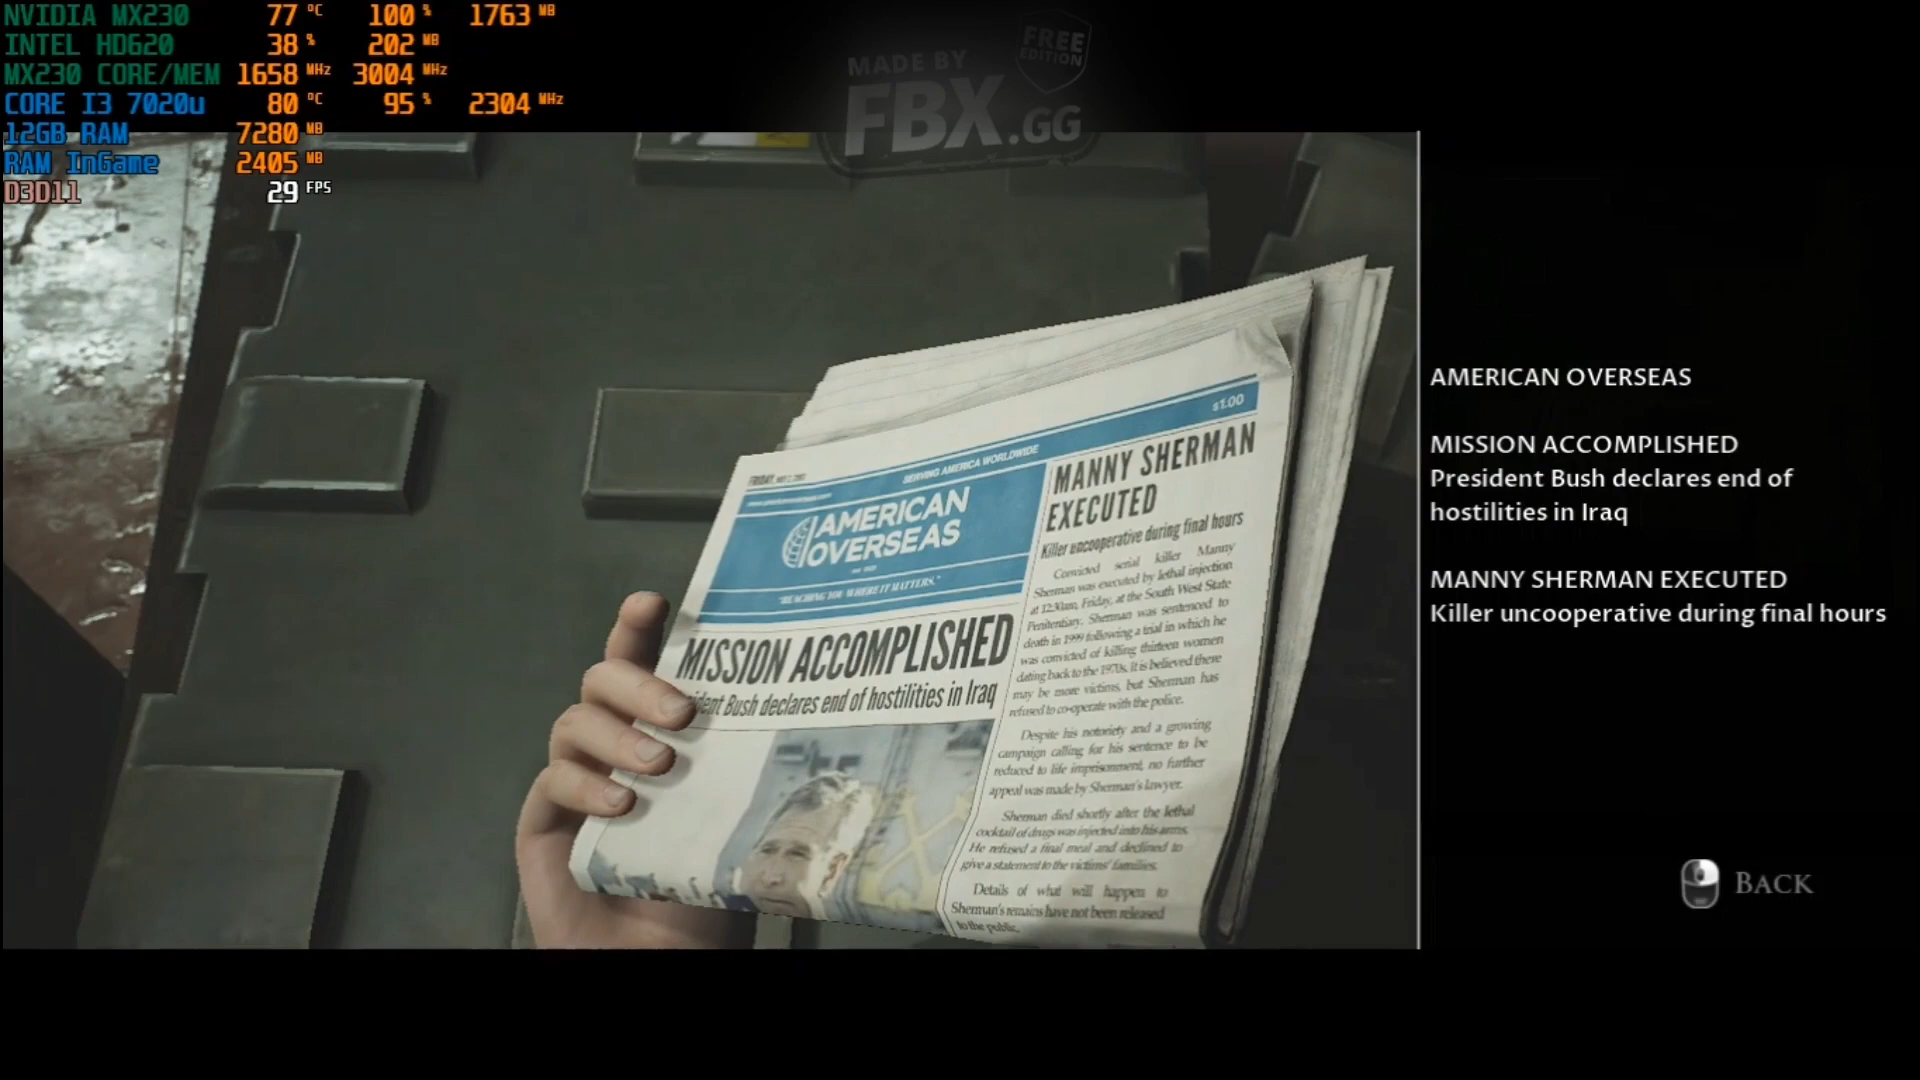 NVIDIA MX230 77 °C 100 % 1763 MB
INTEL HD620 38 % 202 MB
MX230 CORE/MEM 1658 MHz 3004 MHz
CORE I3 7020u 80 °C 95 % 2304 MHz
12GB RAM 7280 MB
RAM InGame 2405 MB
D3D11 29 FPS
MADE BY
FBX.GG
FREE
EDITION
$1.00
FRIDAY,
SERVING AMERICA WORLDWIDE
AMERICAN
OVERSEAS
"REACHING YOU WHERE IT MATTERS."
MISSION ACCOMPLISHED
ident Bush declares end of hostilities in Iraq
MANNY SHERMAN
EXECUTED
Killer uncooperative during final hours
Convicted serial killer Manny
Sherman was executed by lethal injection
at 12:30am, Friday, at the South West State
Penitentiary. Sherman was sentenced to
death in 1999 following a trial in which he
was convicted of killing thirteen women
dating back to the 1970s. It is believed there
may be more victims, but Sherman has
refused to co-operate with the police.
Despite his notoriety and a growing
campaign calling for his sentence to be
reduced to life imprisonment, no further
appeal was made by Sherman's lawyer.
Sherman died shortly after the lethal
cocktail of drugs was injected into his arms.
He refused a final meal and declined to
give a statement to the victims' families.
Details of what will happen to
Sherman's remains have not been released
to the public.
AMERICAN OVERSEAS
MISSION ACCOMPLISHED
President Bush declares end of
hostilities in Iraq
MANNY SHERMAN EXECUTED
Killer uncooperative during final hours
BACK